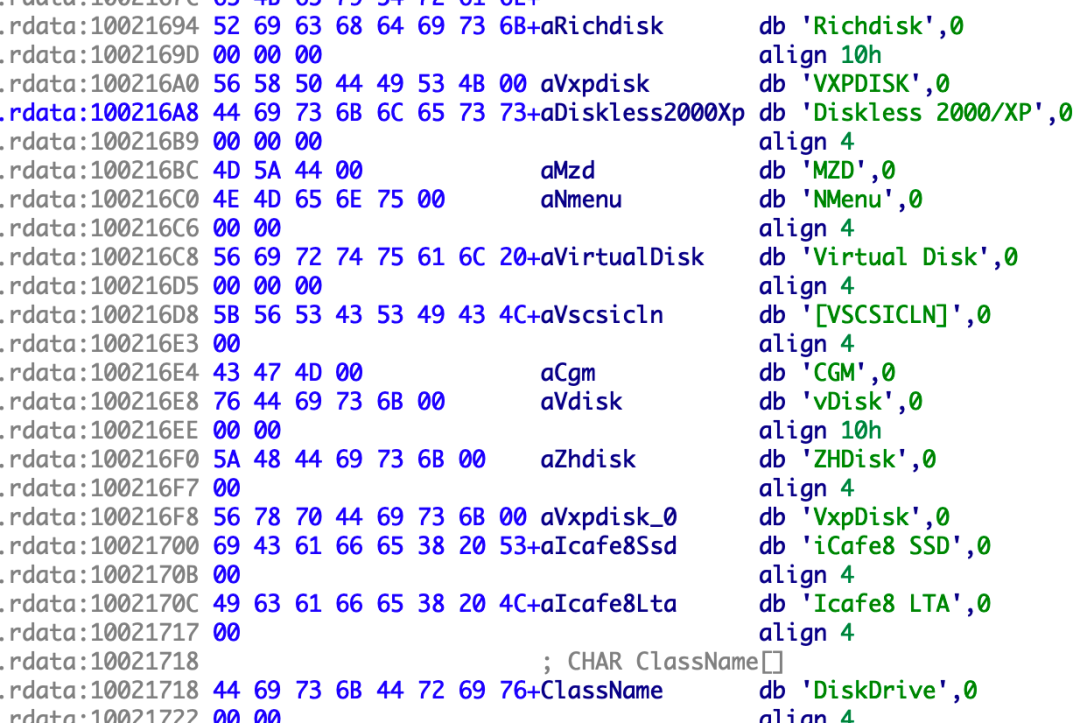 .rdata:10021694 52 69 63 68 64 69 73 6B+aRichdisk db 'Richdisk',0
.rdata:1002169D 00 00 00 align 10h
.rdata:100216A0 56 58 50 44 49 53 4B 00 aVxpdisk db 'VXPDISK',0
.rdata:100216A8 44 69 73 6B 6C 65 73 73+aDiskless2000Xp db 'Diskless 2000/XP',0
.rdata:100216B9 00 00 00 align 4
.rdata:100216BC 4D 5A 44 00 aMzd db 'MZD',0
.rdata:100216C0 4E 4D 65 6E 75 00 aNmenu db 'NMenu',0
.rdata:100216C6 00 00 align 4
.rdata:100216C8 56 69 72 74 75 61 6C 20+aVirtualDisk db 'Virtual Disk',0
.rdata:100216D5 00 00 00 align 4
.rdata:100216D8 5B 56 53 43 53 49 43 4C+aVscsicln db '[VSCSICLN]',0
.rdata:100216E3 00 align 4
.rdata:100216E4 43 47 4D 00 aCgm db 'CGM',0
.rdata:100216E8 76 44 69 73 6B 00 aVdisk db 'vDisk',0
.rdata:100216EE 00 00 align 10h
.rdata:100216F0 5A 48 44 69 73 6B 00 aZhdisk db 'ZHDisk',0
.rdata:100216F7 00 align 4
.rdata:100216F8 56 78 70 44 69 73 6B 00 aVxpdisk_0 db 'VxpDisk',0
.rdata:10021700 69 43 61 66 65 38 20 53+aIcafe8Ssd db 'iCafe8 SSD',0
.rdata:1002170B 00 align 4
.rdata:1002170C 49 63 61 66 65 38 20 4C+aIcafe8Lta db 'Icafe8 LTA',0
.rdata:10021717 00 align 4
.rdata:10021718 ; CHAR ClassName[]
.rdata:10021718 44 69 73 6B 44 72 69 76+ClassName db 'DiskDrive',0
.rdata:10021722 00 00 align 4